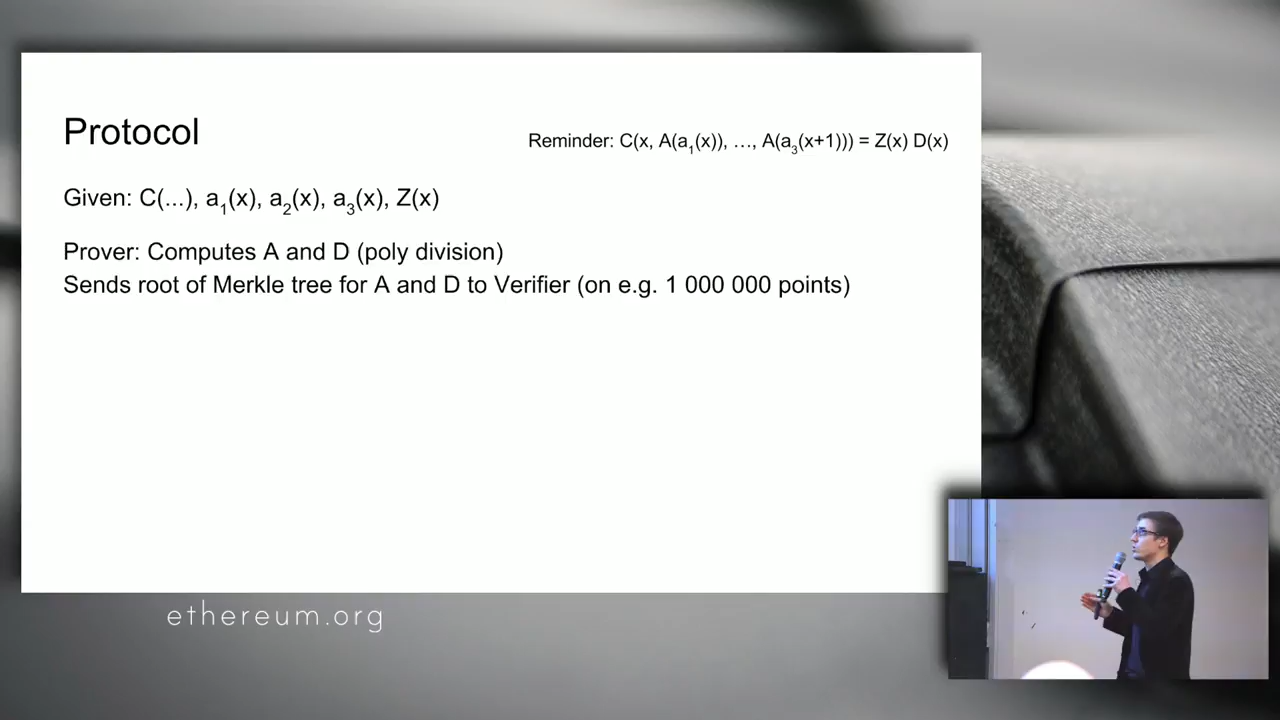 Protocol
Reminder: C(x, A(a₁(x)), …, A(a₃(x+1))) = Z(x) D(x)
Given: C(...), a₁(x), a₂(x), a₃(x), Z(x)
Prover: Computes A and D (poly division)
Sends root of Merkle tree for A and D to Verifier (on e.g. 1 000 000 points)
ethereum.org